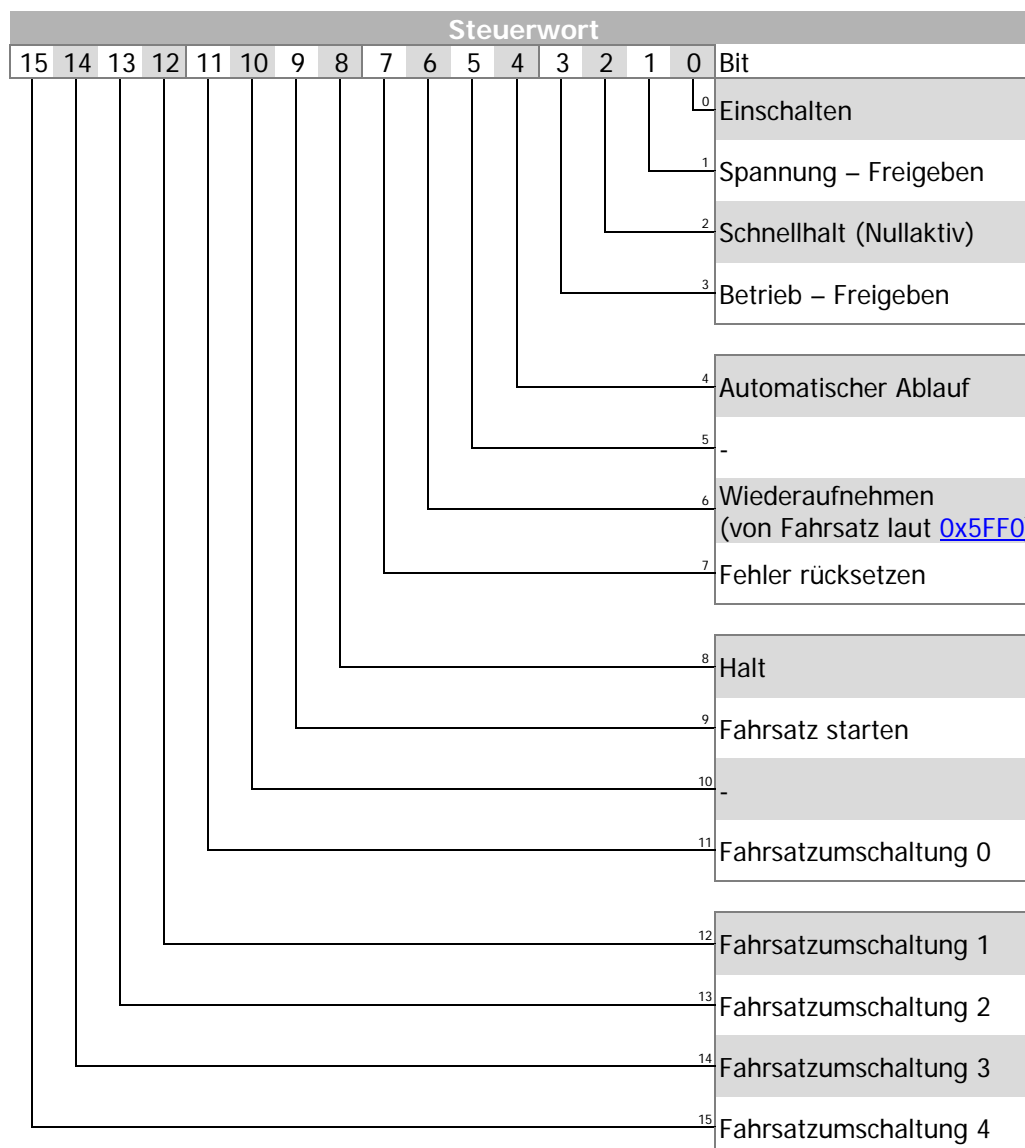 Steuerwort
15 14 13 12 11 10 9 8 7 6 5 4 3 2 1 0 Bit
0 Einschalten
1 Spannung – Freigeben
2 Schnellhalt (Nullaktiv)
3 Betrieb – Freigeben
4 Automatischer Ablauf
5 -
6 Wiederaufnehmen
(von Fahrsatz laut 0x5FF0
7 Fehler rücksetzen
8 Halt
9 Fahrsatz starten
10 -
11 Fahrsatzumschaltung 0
12 Fahrsatzumschaltung 1
13 Fahrsatzumschaltung 2
14 Fahrsatzumschaltung 3
15 Fahrsatzumschaltung 4